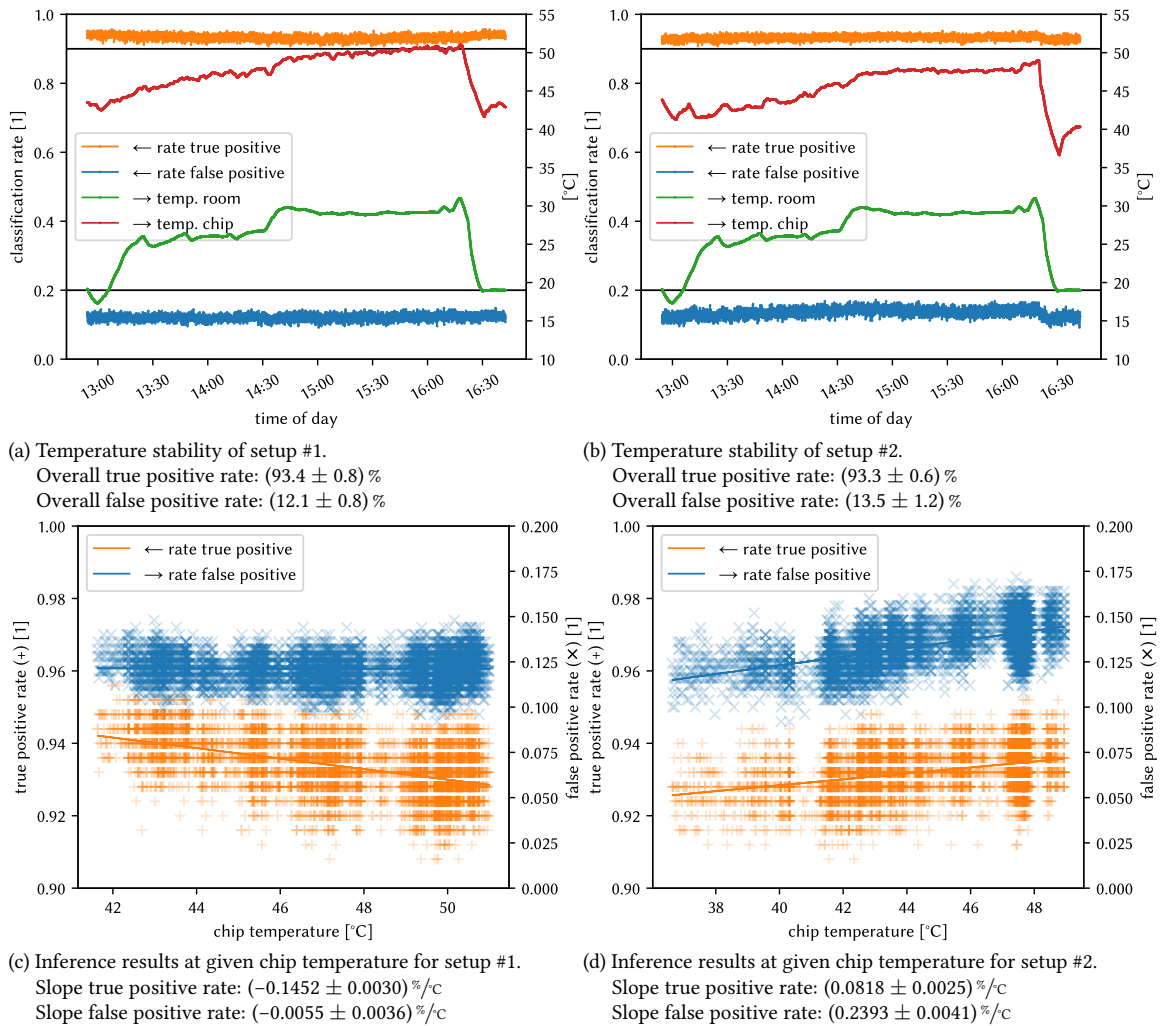 1.0
0.8
0.6
0.4
0.2
0.0
classification rate [1]
55
50
45
40
35
30
25
20
15
10
[°C]
← rate true positive
← rate false positive
→ temp. room
→ temp. chip
13:00
13:30
14:00
14:30
15:00
15:30
16:00
16:30
time of day
1.0
0.8
0.6
0.4
0.2
0.0
classification rate [1]
55
50
45
40
35
30
25
20
15
10
[°C]
← rate true positive
← rate false positive
→ temp. room
→ temp. chip
13:00
13:30
14:00
14:30
15:00
15:30
16:00
16:30
time of day
(a) Temperature stability of setup #1.
Overall true positive rate: (93.4 ± 0.8) %
Overall false positive rate: (12.1 ± 0.8) %
(b) Temperature stability of setup #2.
Overall true positive rate: (93.3 ± 0.6) %
Overall false positive rate: (13.5 ± 1.2) %
1.00
0.98
0.96
0.94
0.92
0.90
true positive rate (+) [1]
0.200
0.175
0.150
0.125
0.100
0.075
0.050
0.025
0.000
false positive rate (×) [1]
← rate true positive
→ rate false positive
42
44
46
48
50
chip temperature [°C]
1.00
0.98
0.96
0.94
0.92
0.90
true positive rate (+) [1]
0.200
0.175
0.150
0.125
0.100
0.075
0.050
0.025
0.000
false positive rate (×) [1]
← rate true positive
→ rate false positive
38
40
42
44
46
48
chip temperature [°C]
(c) Inference results at given chip temperature for setup #1.
Slope true positive rate: (−0.1452 ± 0.0030) %/°C
Slope false positive rate: (−0.0055 ± 0.0036) %/°C
(d) Inference results at given chip temperature for setup #2.
Slope true positive rate: (0.0818 ± 0.0025) %/°C
Slope false positive rate: (0.2393 ± 0.0041) %/°C